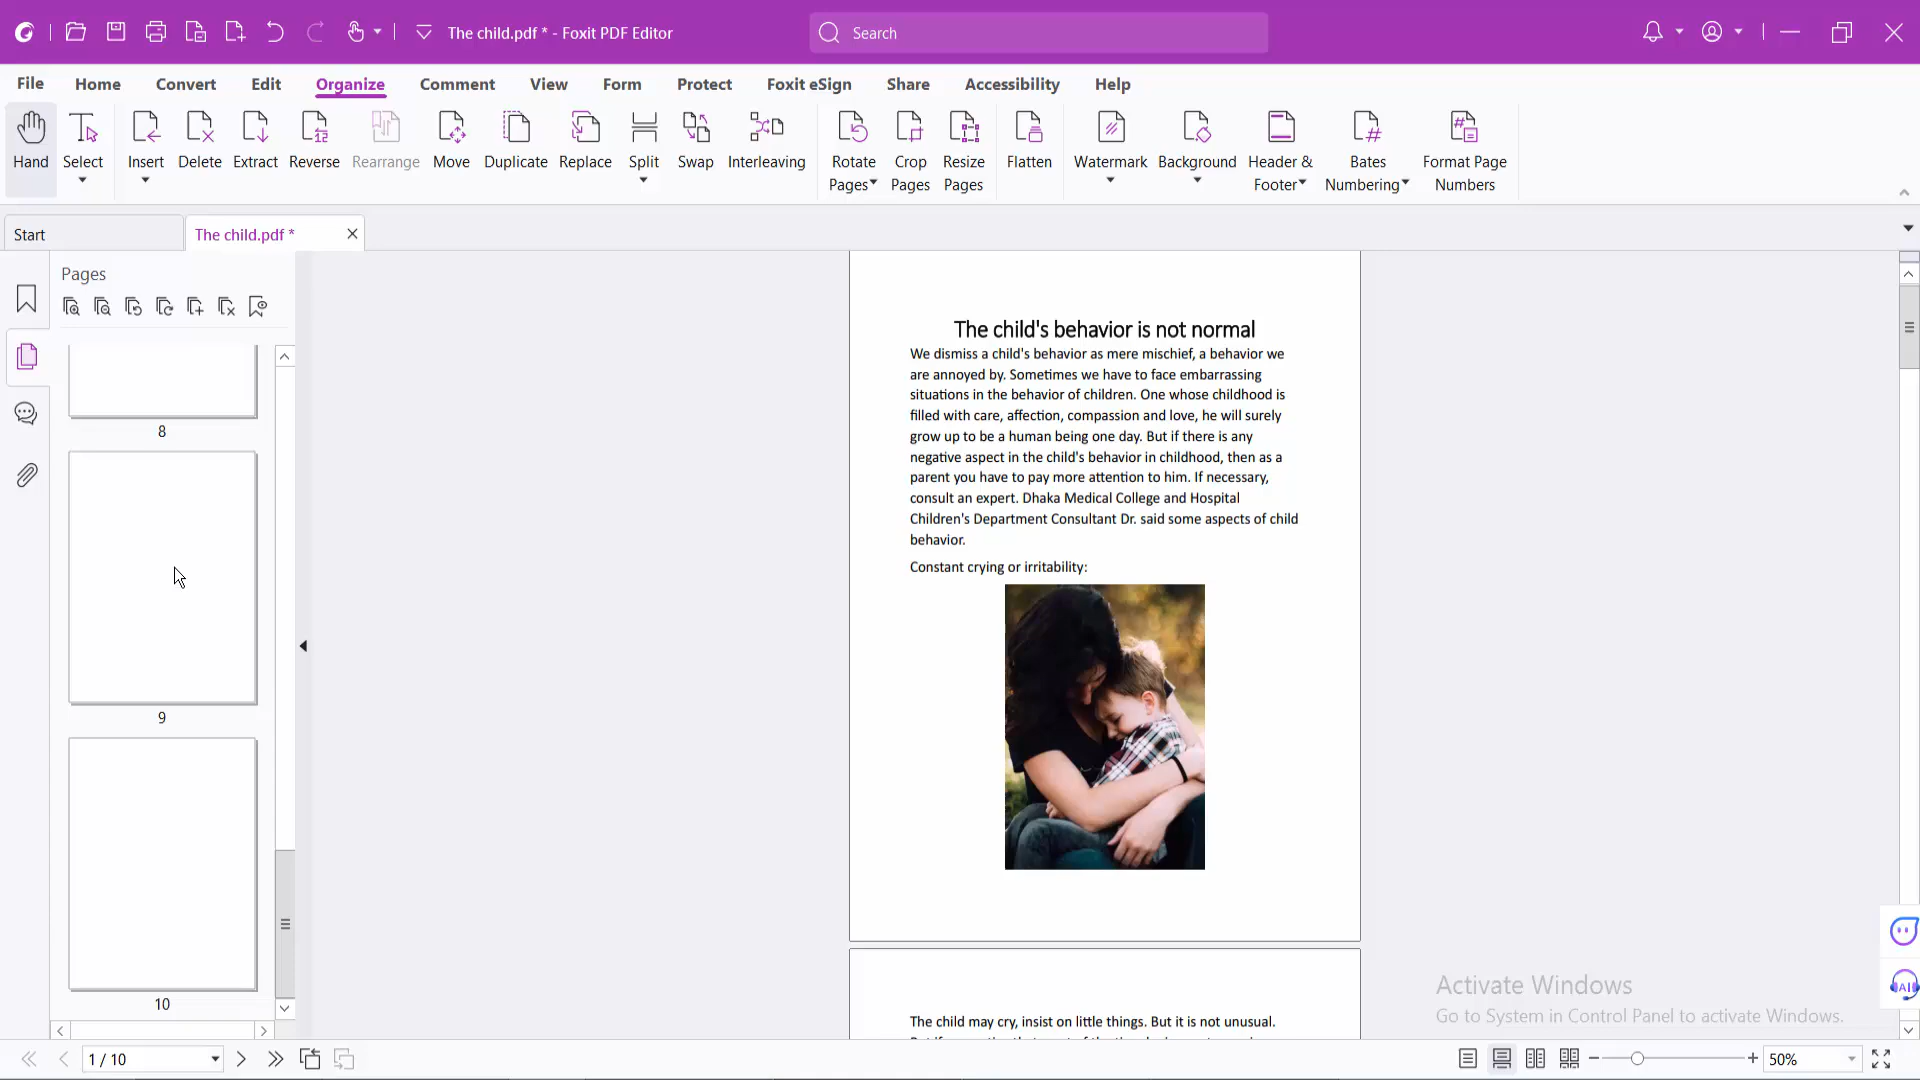 The child.pdf * - Foxit PDF Editor
Search
File Home Convert Edit Organize Comment View Form Protect Foxit eSign Share Accessibility Help
Hand Select Insert Delete Extract Reverse Rearrange Move Duplicate Replace Split Swap Interleaving Rotate Pages Crop Pages Resize Pages Flatten Watermark Background Header & Footer Bates Numbering Format Page Numbers
Start
The child.pdf *
Pages
8
9
10
The child's behavior is not normal
We dismiss a child's behavior as mere mischief, a behavior we
are annoyed by. Sometimes we have to face embarrassing
situations in the behavior of children. One whose childhood is
filled with care, affection, compassion and love, he will surely
grow up to be a human being one day. But if there is any
negative aspect in the child's behavior in childhood, then as a
parent you have to pay more attention to him. If necessary,
consult an expert. Dhaka Medical College and Hospital
Children's Department Consultant Dr. said some aspects of child
behavior.
Constant crying or irritability:
The child may cry, insist on little things. But it is not unusual.
Activate Windows
Go to System in Control Panel to activate Windows.
AI
1 / 10
50%